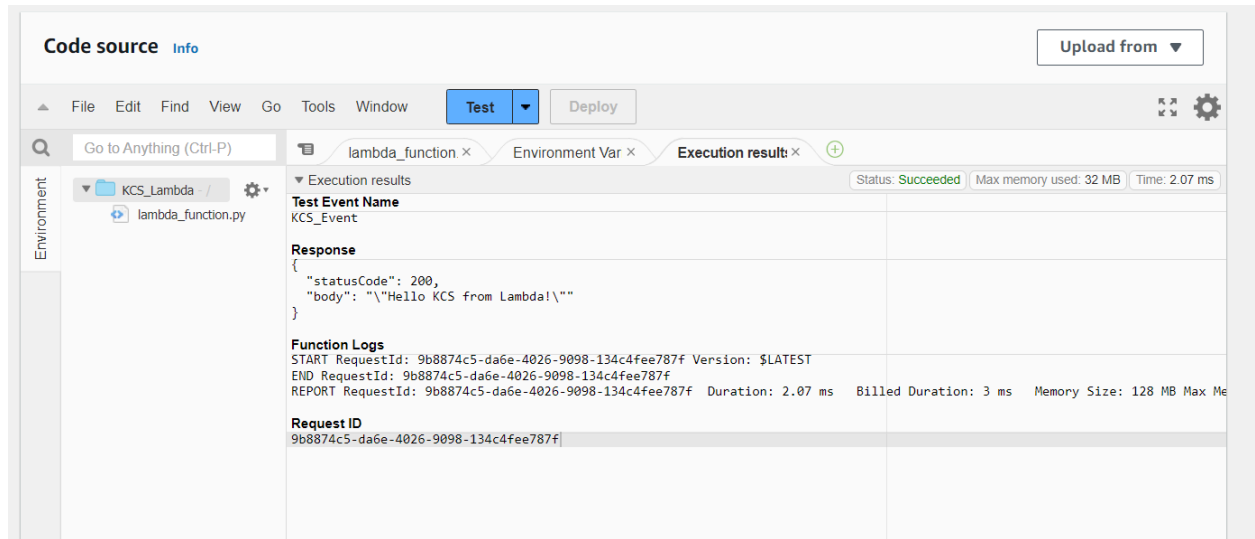 Code source Info
Upload from
File Edit Find View Go Tools Window Test Deploy
Go to Anything (Ctrl-P)
lambda_function. Environment Var Execution result
Environment
KCS_Lambda - /
lambda_function.py
Execution results
Status: Succeeded Max memory used: 32 MB Time: 2.07 ms
Test Event Name
KCS_Event
Response
{
"statusCode": 200,
"body": "\"Hello KCS from Lambda!\""
}
Function Logs
START RequestId: 9b8874c5-da6e-4026-9098-134c4fee787f Version: $LATEST
END RequestId: 9b8874c5-da6e-4026-9098-134c4fee787f
REPORT RequestId: 9b8874c5-da6e-4026-9098-134c4fee787f Duration: 2.07 ms Billed Duration: 3 ms Memory Size: 128 MB Max Me
Request ID
9b8874c5-da6e-4026-9098-134c4fee787f